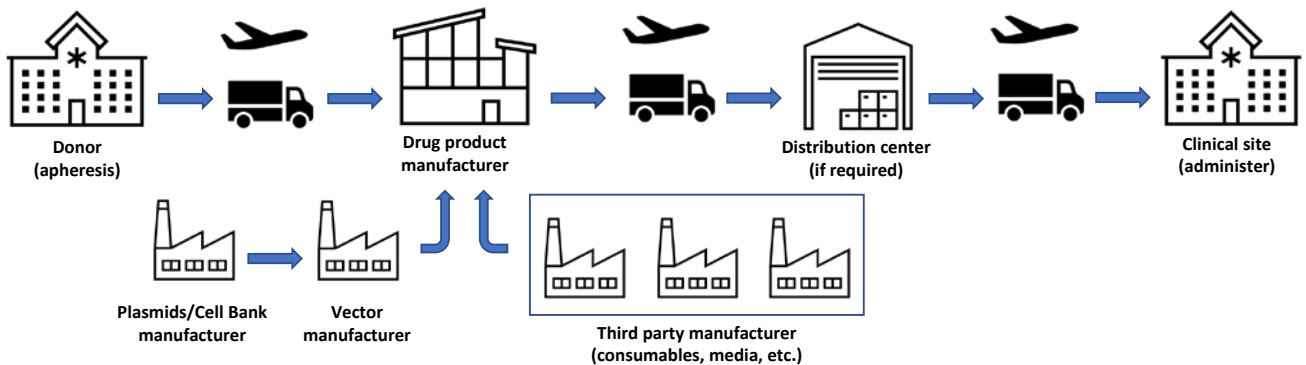 Donor
(apheresis)
Drug product
manufacturer
Distribution center
(if required)
Clinical site
(administer)
Plasmids/Cell Bank
manufacturer
Vector
manufacturer
Third party manufacturer
(consumables, media, etc.)